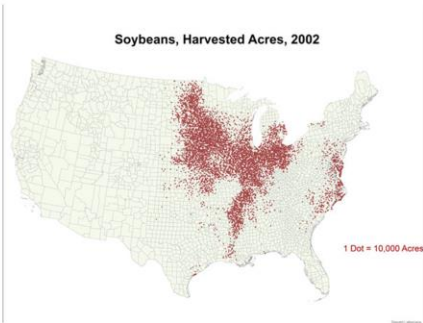 Soybeans, Harvested Acres, 2002
1 Dot = 10,000 Acres